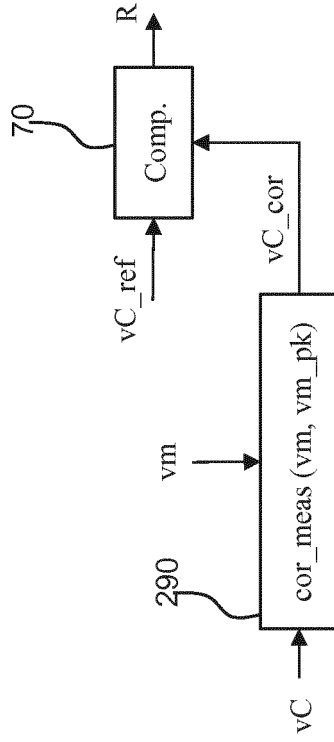 70
R
Comp.
vC_ref
vC_cor
vm
290
cor_meas (vm, vm_pk)
vC